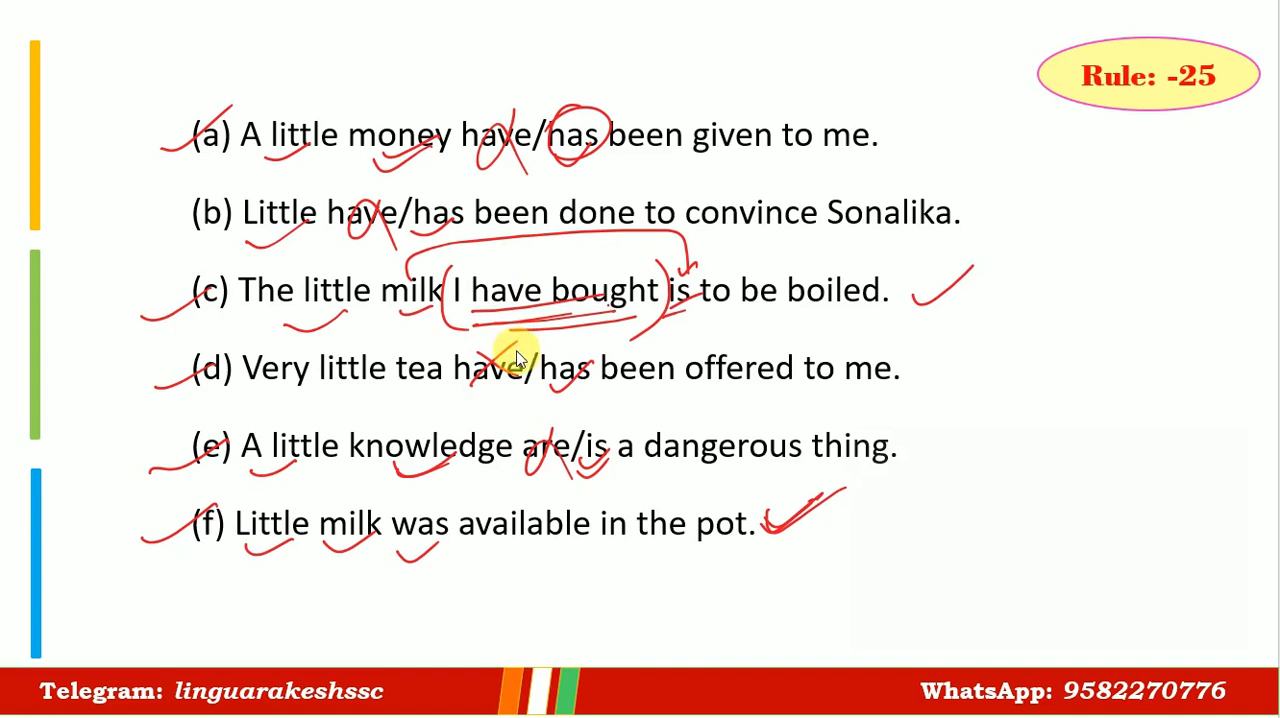 Rule: -25
(a) A little money have/has been given to me.
(b) Little have/has been done to convince Sonalika.
(c) The little milk (I have bought) is to be boiled.
(d) Very little tea have/has been offered to me.
(e) A little knowledge are/is a dangerous thing.
(f) Little milk was available in the pot.
Telegram: linguarakeshssc
WhatsApp: 9582270776